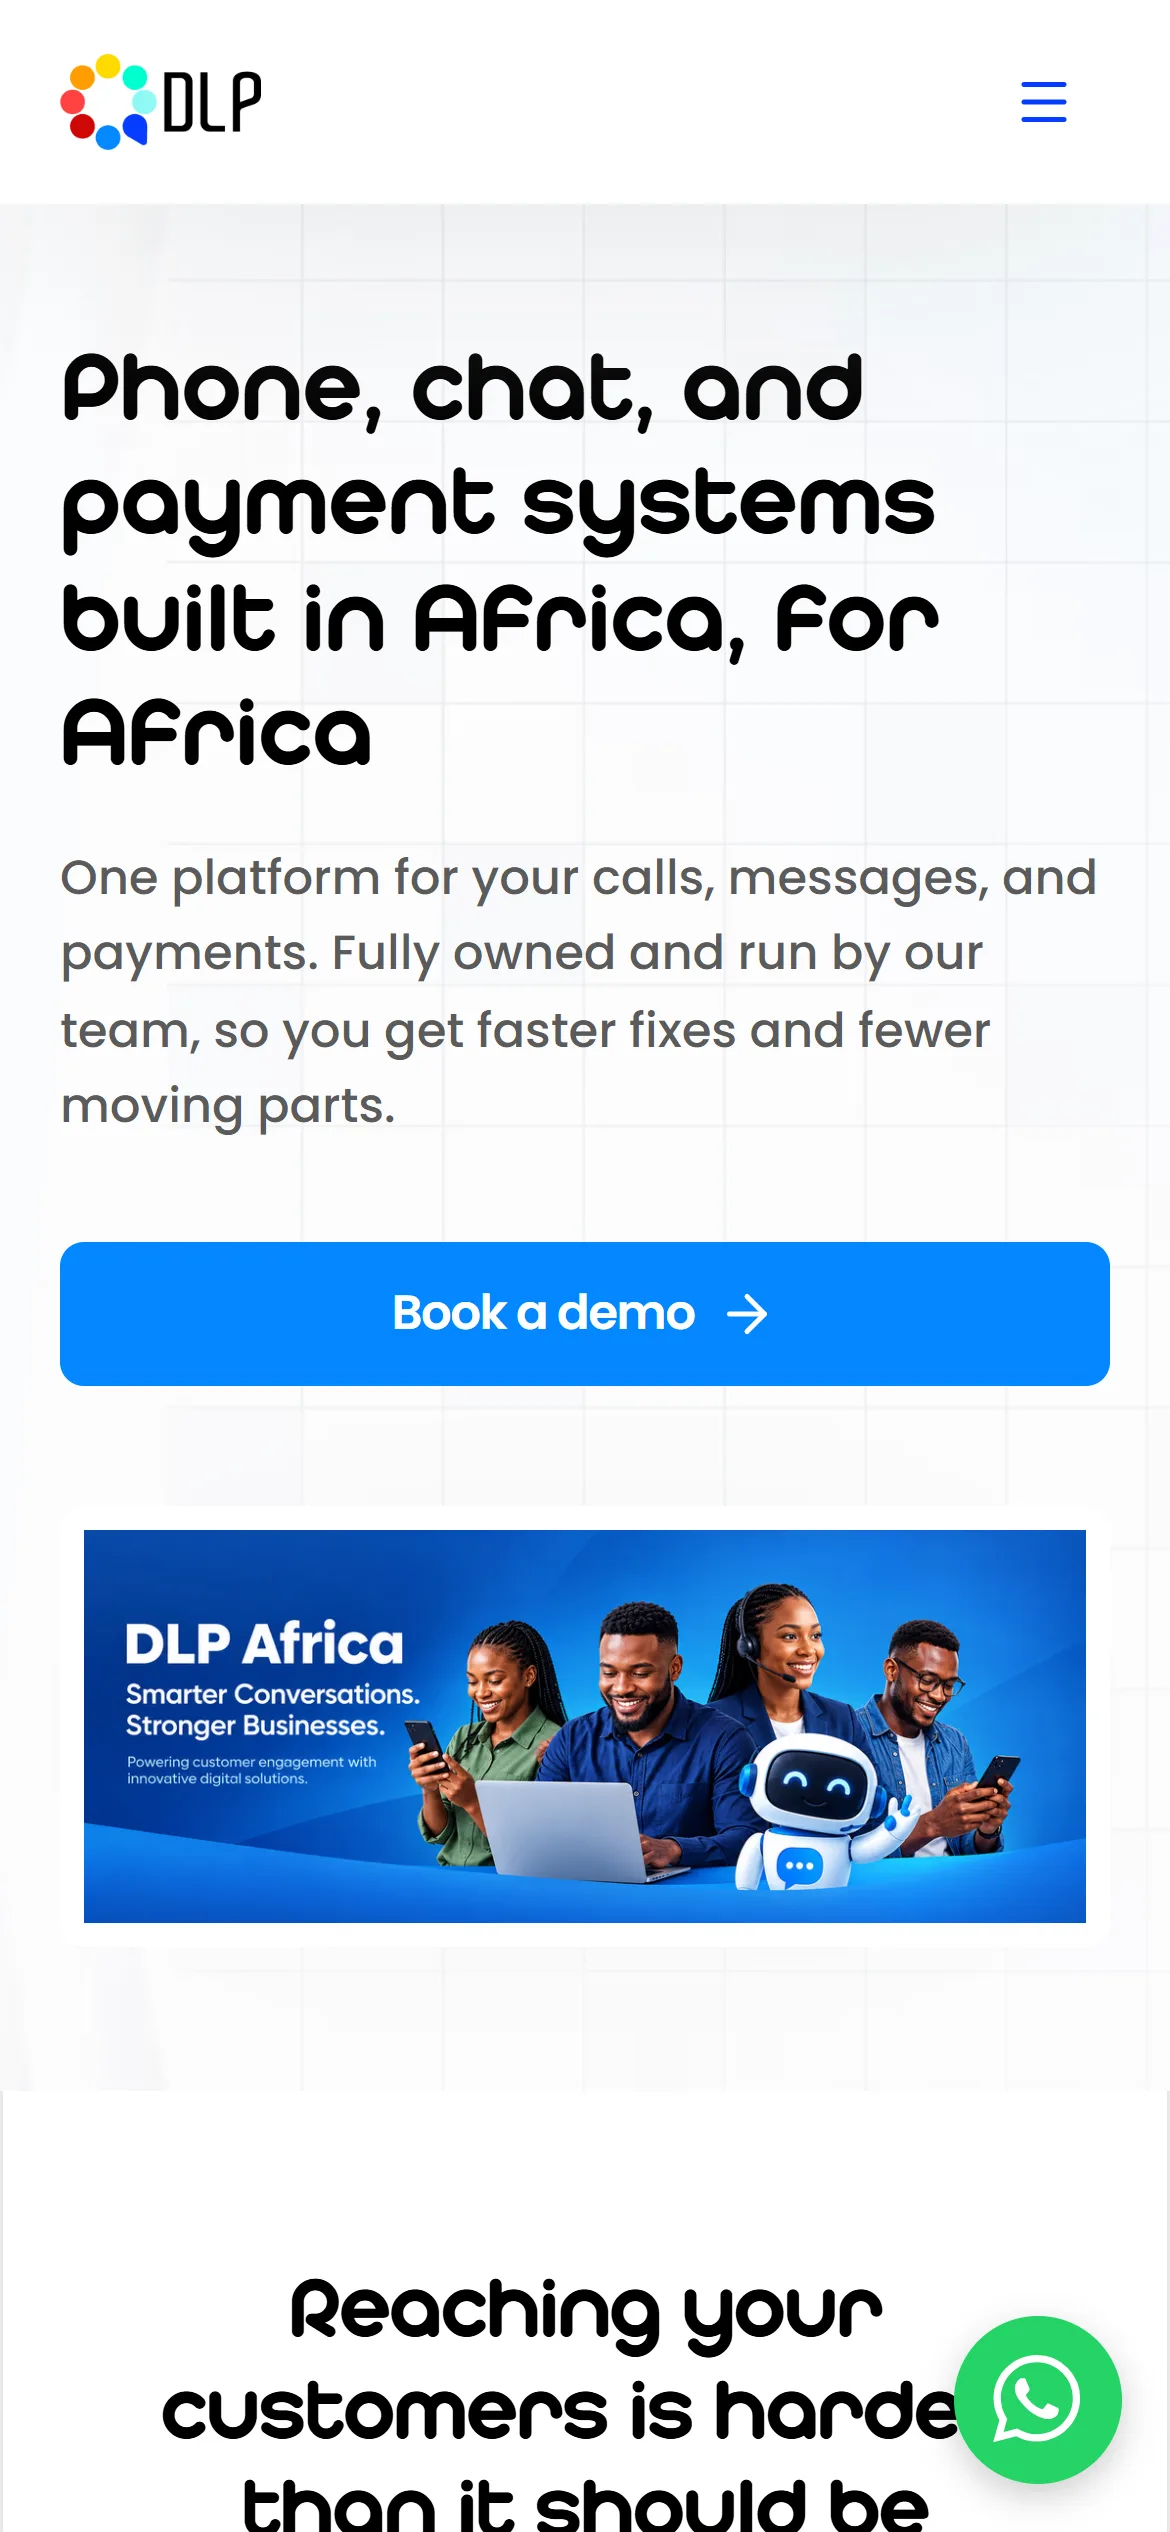 DLP
Phone, chat, and
payment systems
built in Africa, for
Africa
One platform for your calls, messages, and
payments. Fully owned and run by our
team, so you get faster fixes and fewer
moving parts.
Book a demo
DLP Africa
Smarter Conversations.
Stronger Businesses.
Powering customer engagement with
innovative digital solutions.
Reaching your
customers is harde
than it should be